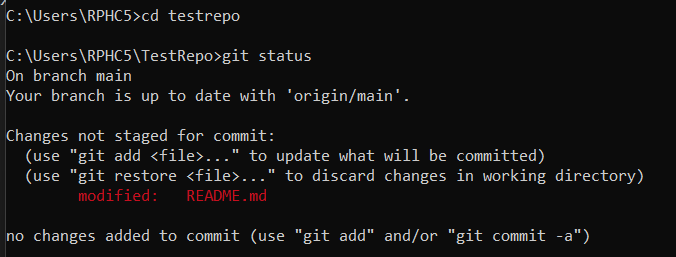 C:\Users\RPHC5>cd testrepo
C:\Users\RPHC5\TestRepo>git status
On branch main
Your branch is up to date with 'origin/main'.
Changes not staged for commit:
  (use "git add <file>..." to update what will be committed)
  (use "git restore <file>..." to discard changes in working directory)
        modified:   README.md
no changes added to commit (use "git add" and/or "git commit -a")